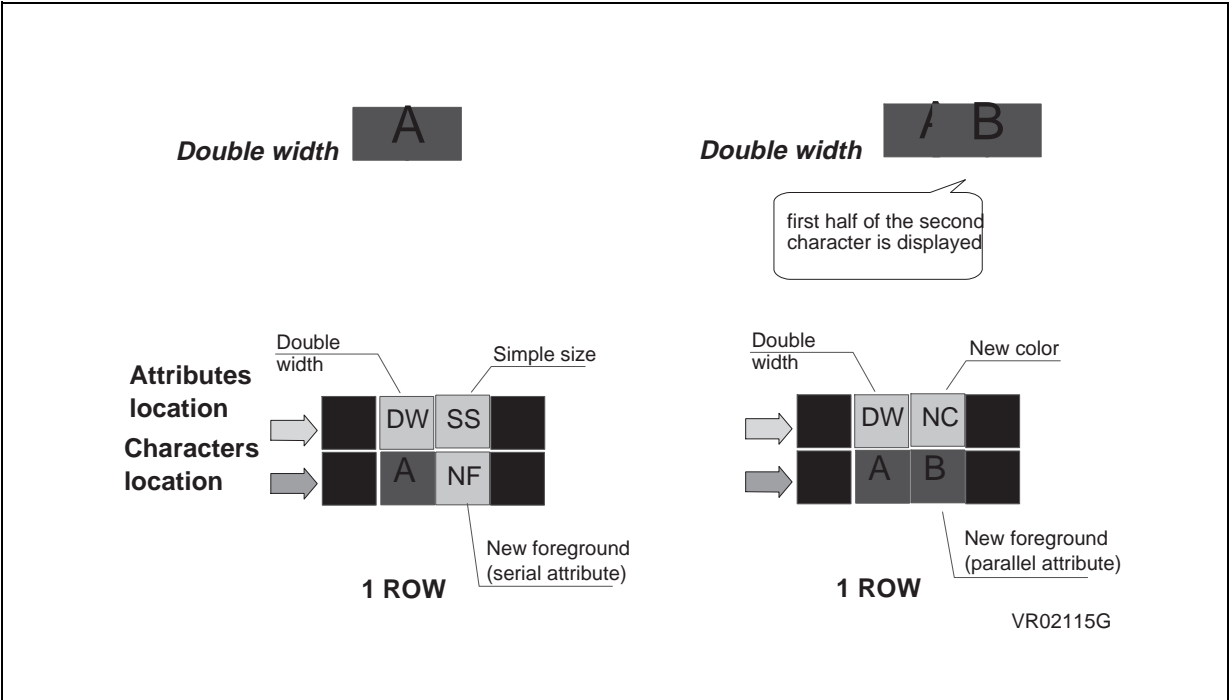 A
Double width
A B
Double width
first half of the second
character is displayed
Double
width
Simple size
Attributes
location
DW SS
Characters
location
A NF
New foreground
(serial attribute)
1 ROW
Double
width
New color
DW NC
A B
New foreground
(parallel attribute)
1 ROW
VR02115G